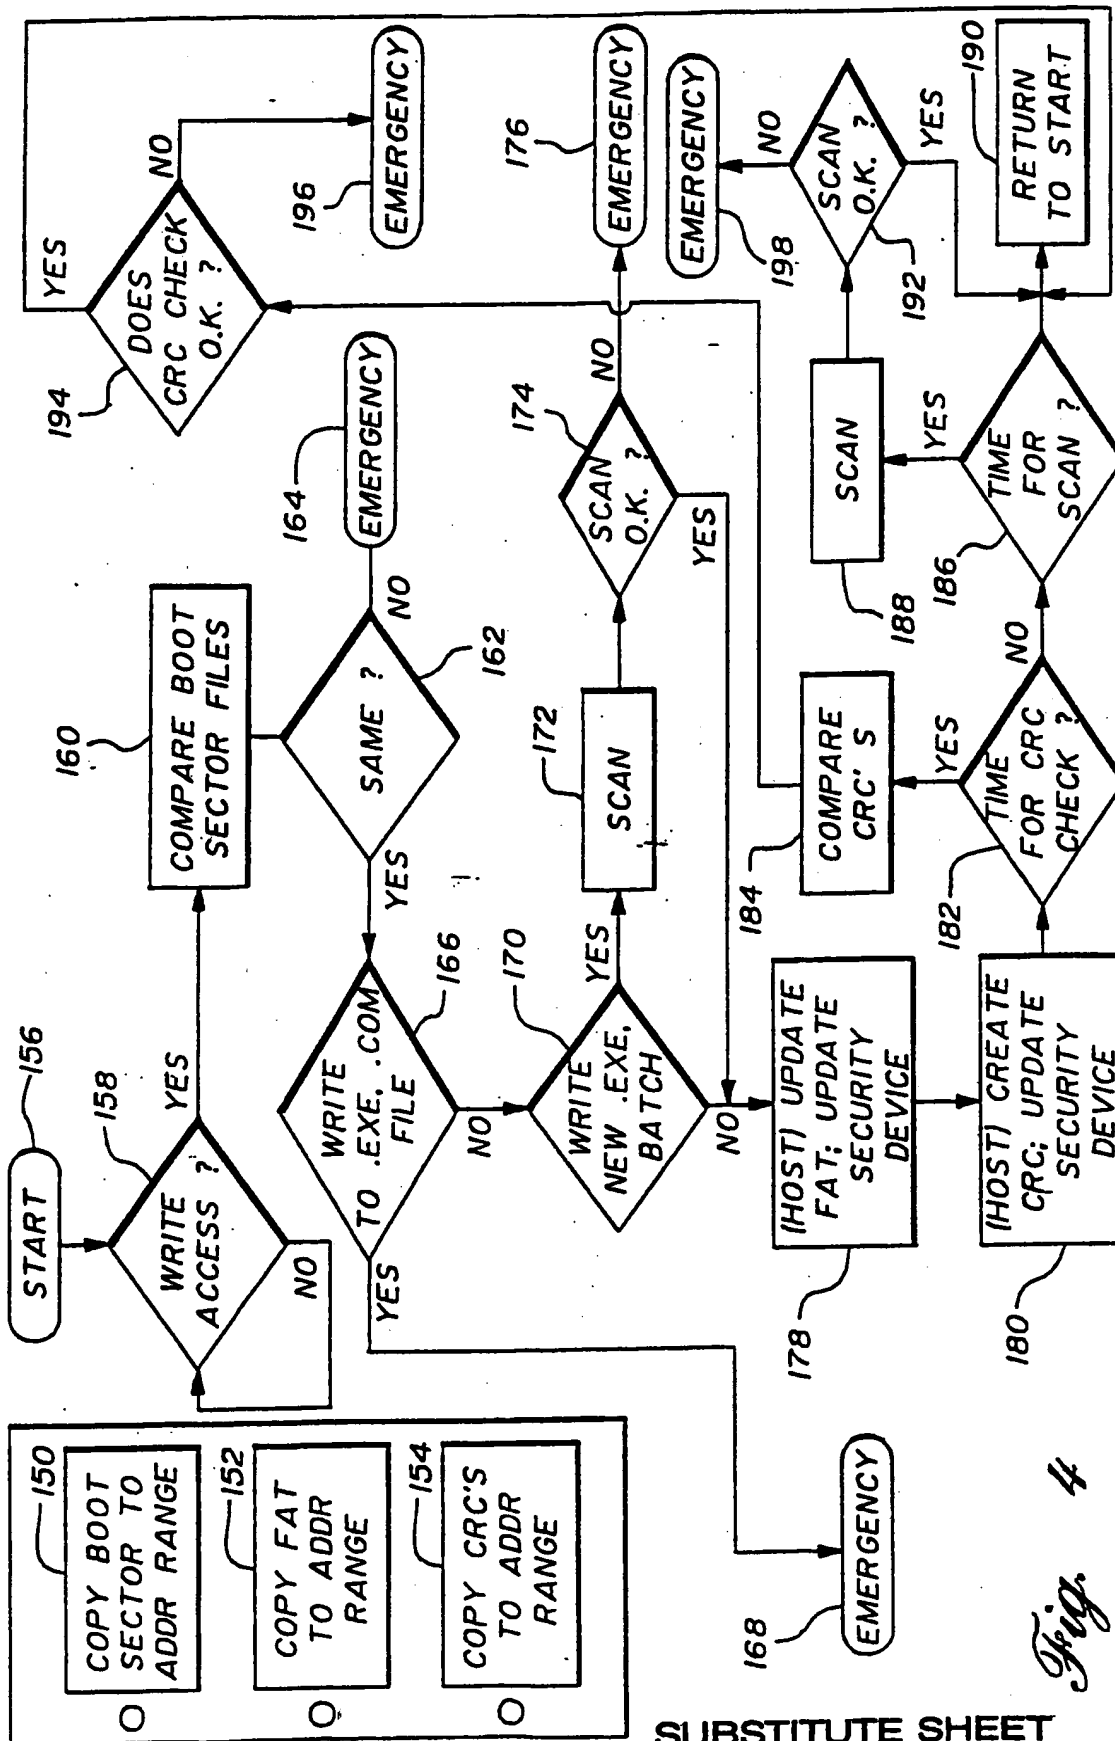 150
COPY BOOT
SECTOR TO
ADDR RANGE
152
COPY FAT
TO ADDR
RANGE
154
COPY CRC'S
TO ADDR
RANGE
START
156
WRITE
ACCESS ?
158
YES
NO
160
COMPARE BOOT
SECTOR FILES
SAME ?
162
NO
YES
164
EMERGENCY
WRITE
TO .EXE, .COM
FILE
166
YES
NO
168
EMERGENCY
170
WRITE
NEW .EXE,
BATCH
YES
NO
172
SCAN
174
SCAN
O.K. ?
NO
YES
176
EMERGENCY
178
(HOST) UPDATE
FAT; UPDATE
SECURITY
DEVICE
180
(HOST) CREATE
CRC; UPDATE
SECURITY
DEVICE
182
TIME
FOR CRC
CHECK ?
YES
NO
184
COMPARE
CRC'S
186
TIME
FOR
SCAN ?
YES
188
SCAN
192
SCAN
O.K. ?
NO
YES
198
EMERGENCY
190
RETURN
TO START
194
DOES
CRC CHECK
O.K. ?
YES
NO
196
EMERGENCY
Fig. 4
SUBSTITUTE SHEET